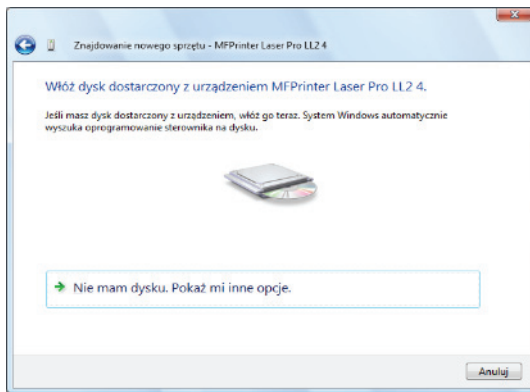 Znajdowanie nowego sprzętu - MFPrinter Laser Pro LL2 4
Włóż dysk dostarczony z urządzeniem MFPrinter Laser Pro LL2 4.
Jeśli masz dysk dostarczony z urządzeniem, włóż go teraz. System Windows automatycznie
wyszuka oprogramowanie sterownika na dysku.
Nie mam dysku. Pokaż mi inne opcje.
Anuluj